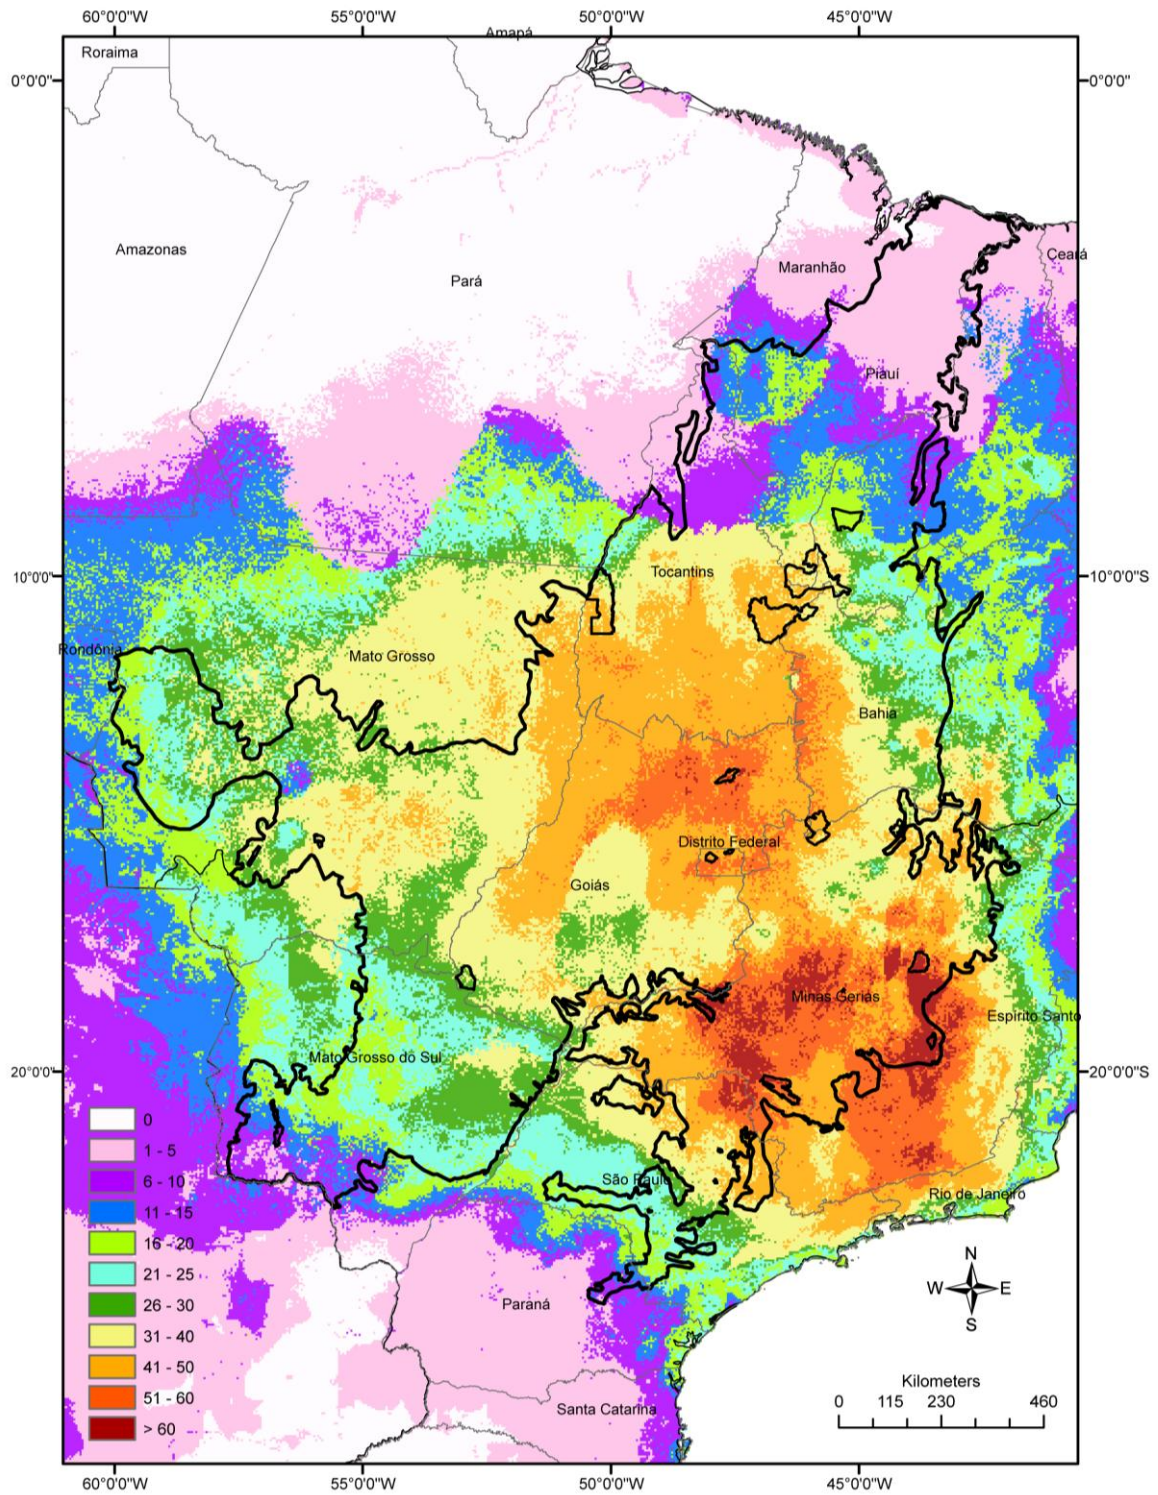 60°0'0"W 55°0'0"W 50°0'0"W 45°0'0"W
Amapá
Roraima
0°0'0" 0°0'0"
Amazonas
Ceará
Maranhão
Pará
Piauí
10°0'0" 10°0'0"S
Tocantins
Rondônia
Mato Grosso
Bahia
Distrito Federal
Goiás
Minas Gerias
Espirito Santo
Mato Grosso do Sul
20°0'0"W 20°0'0"S
0
1 - 5
6 - 10
11 - 15
16 - 20
21 - 25
26 - 30
31 - 40
41 - 50
51 - 60
> 60
São Paulo
Rio de Janeiro
N
W E
S
Paraná
Kilometers
0 115 230 460
Santa Catarina
60°0'0"W 55°0'0"W 50°0'0"W 45°0'0"W